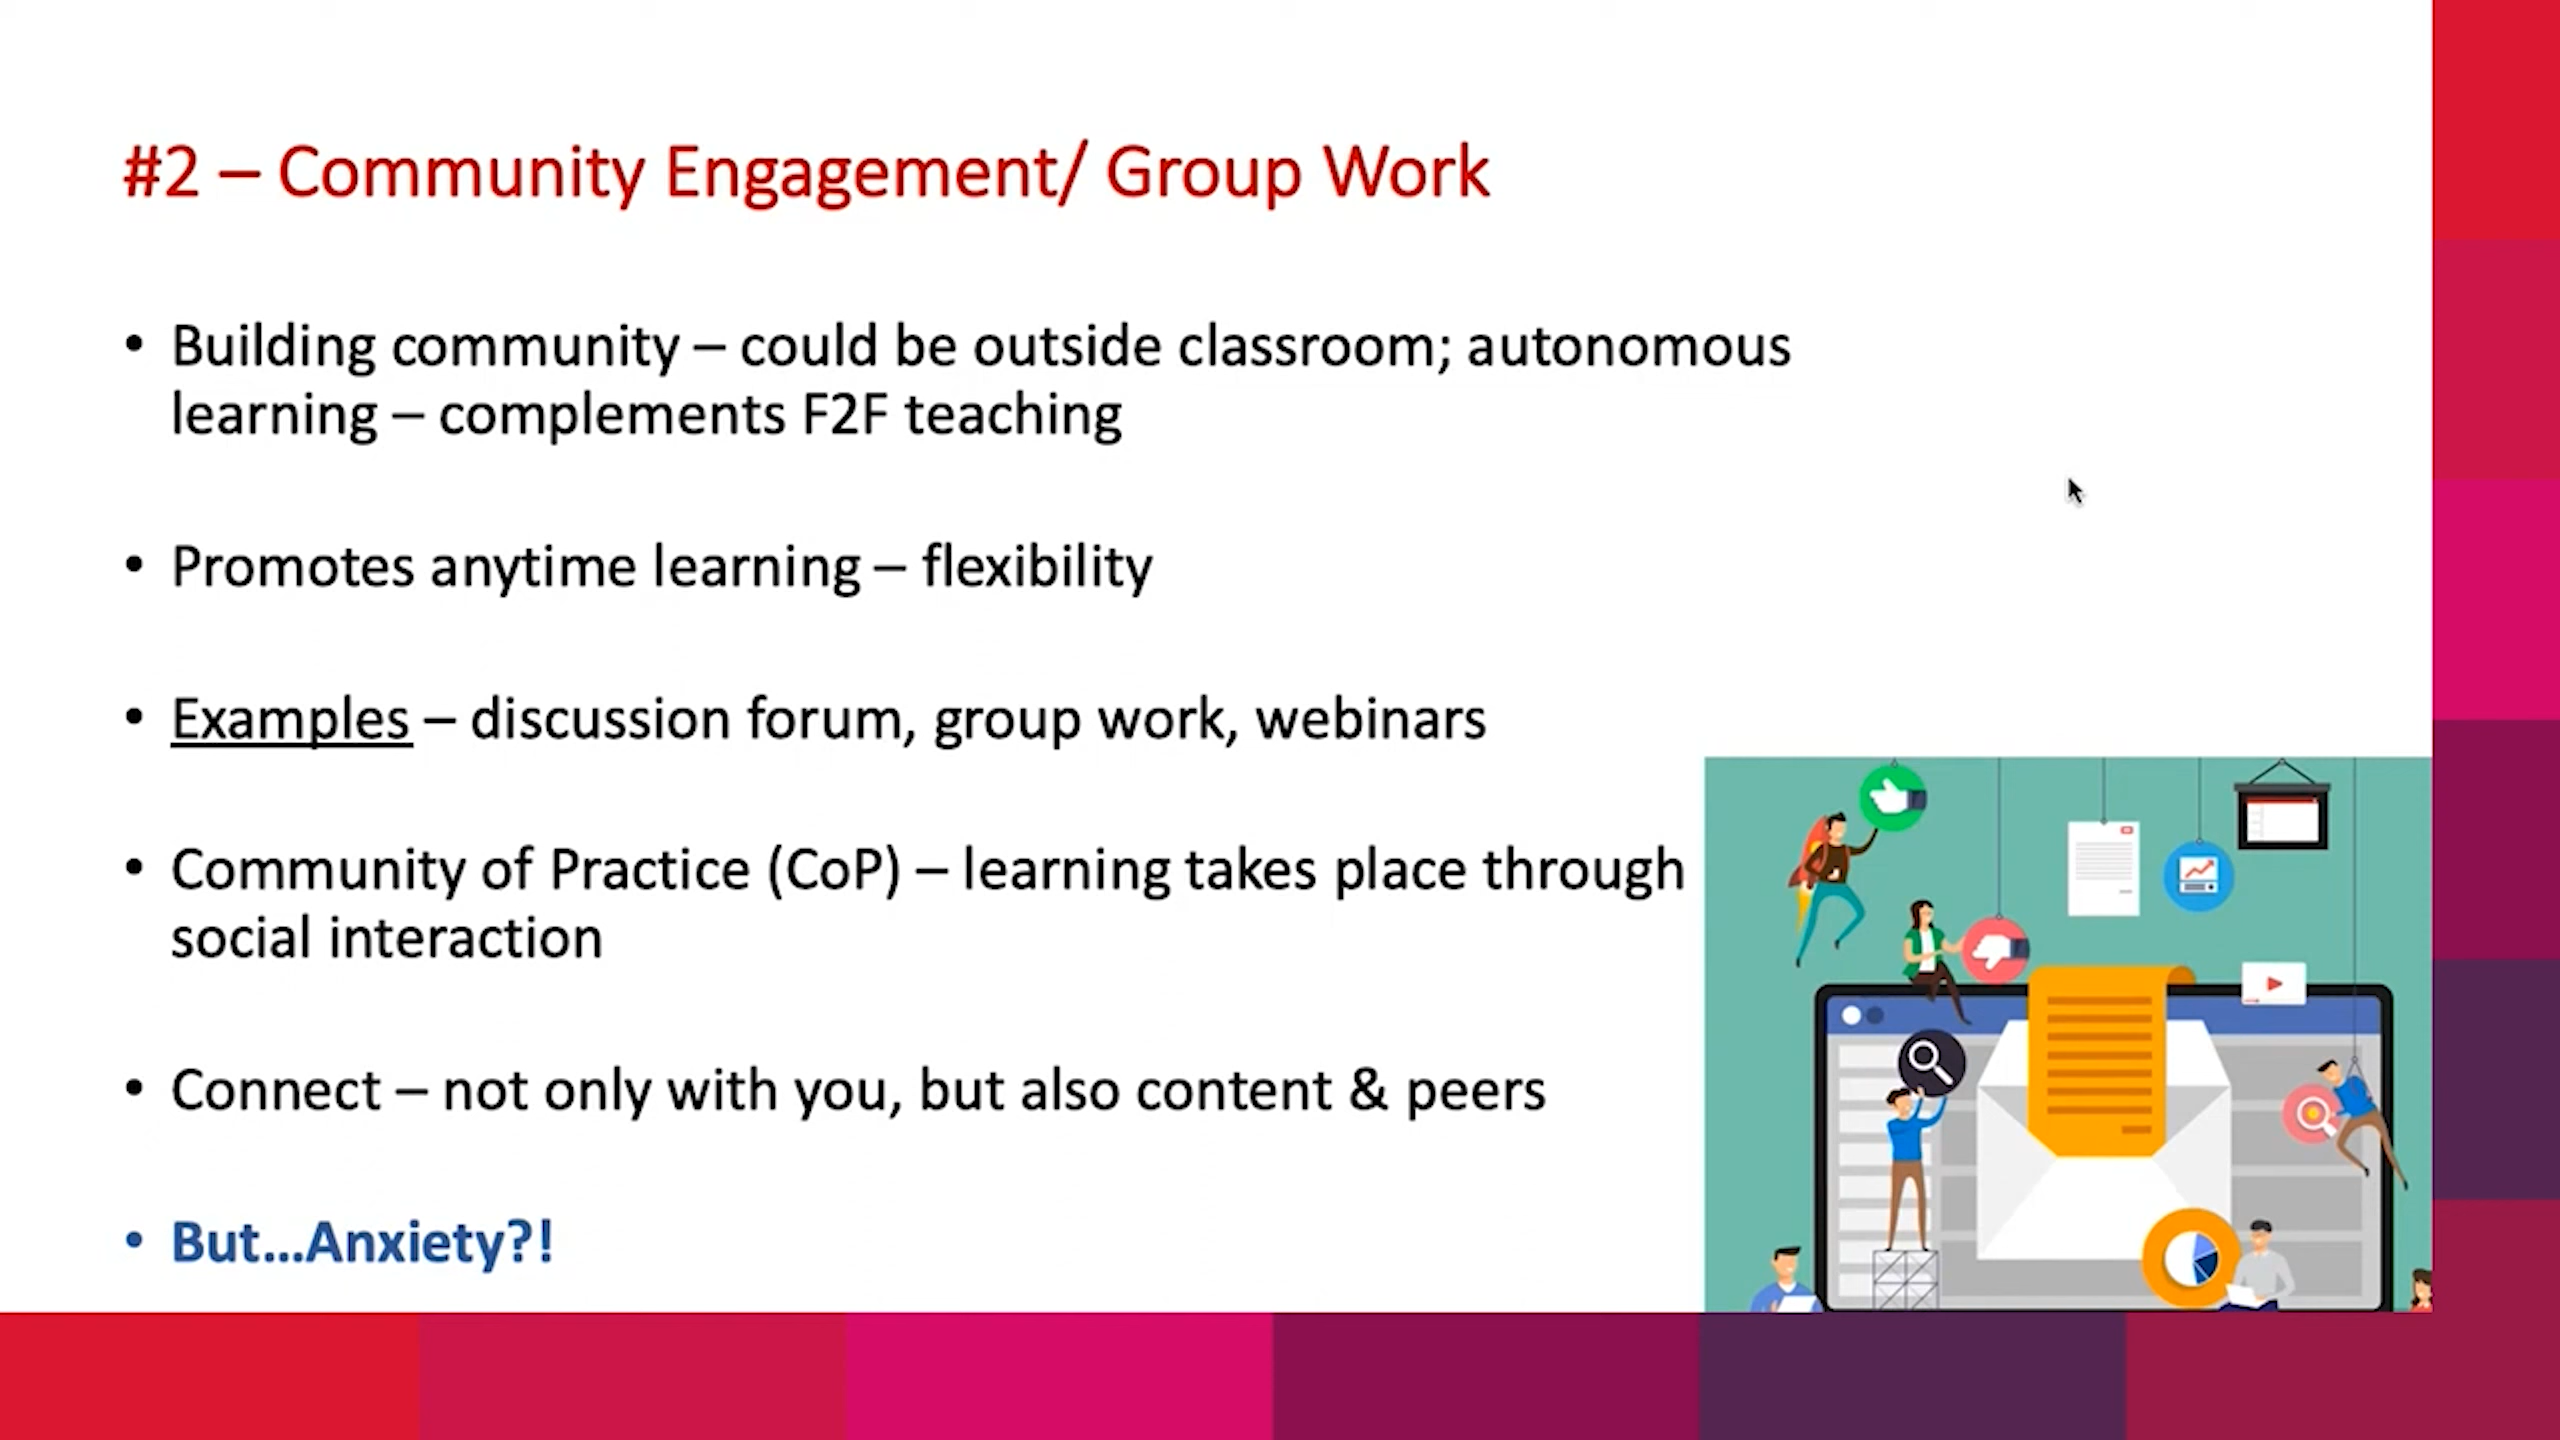 #2 – Community Engagement/ Group Work
• Building community – could be outside classroom; autonomous
learning – complements F2F teaching
• Promotes anytime learning – flexibility
• Examples – discussion forum, group work, webinars
• Community of Practice (CoP) – learning takes place through
social interaction
• Connect – not only with you, but also content & peers
• But...Anxiety?!